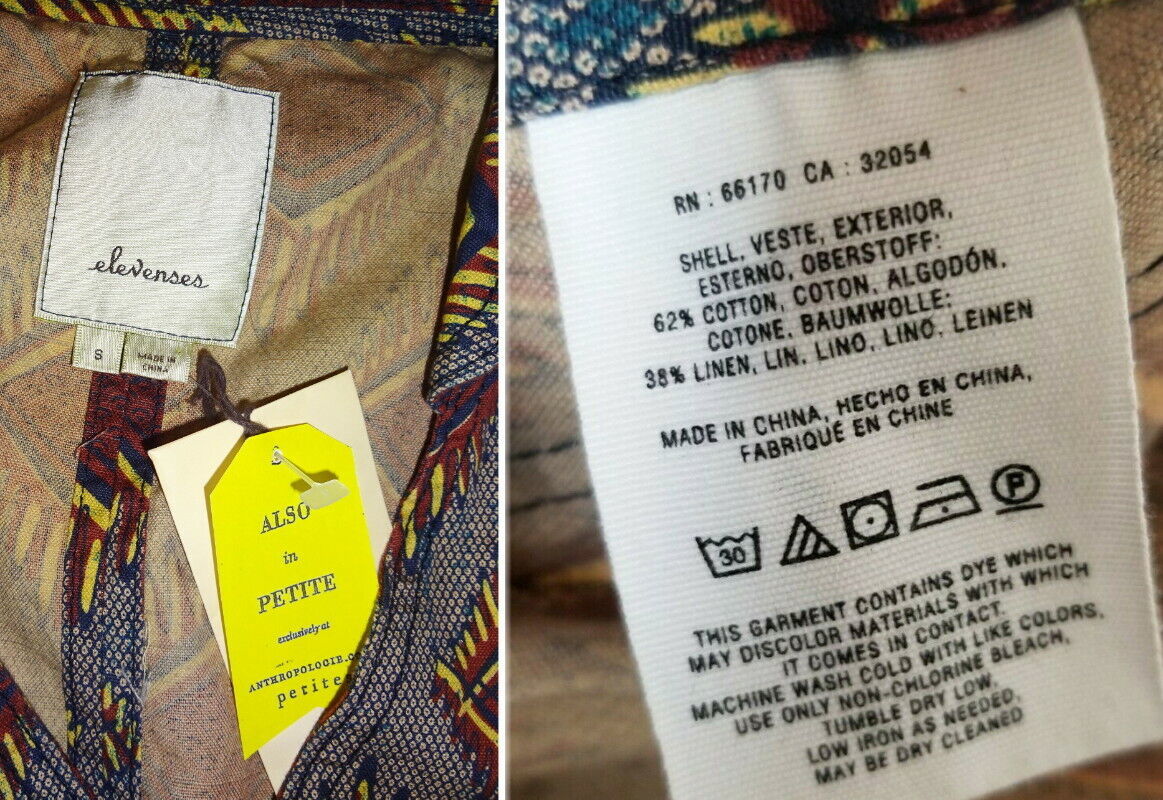 elevenses
S
MADE IN
CHINA
S
ALSO
in
PETITE
exclusively at
ANTHROPOLOGIE.C
petite
RN : 66170 CA : 32054
SHELL, VESTE, EXTERIOR,
ESTERNO, OBERSTOFF:
62% COTTON, COTON, ALGODÓN,
COTONE, BAUMWOLLE;
38% LINEN, LIN, LINO, LINO, LEINEN
MADE IN CHINA, HECHO EN CHINA,
FABRIQUÉ EN CHINE
30
P
THIS GARMENT CONTAINS DYE WHICH
MAY DISCOLOR MATERIALS WITH WHICH
IT COMES IN CONTACT.
MACHINE WASH COLD WITH LIKE COLORS,
USE ONLY NON-CHLORINE BLEACH,
TUMBLE DRY LOW,
LOW IRON AS NEEDED,
MAY BE DRY CLEANED